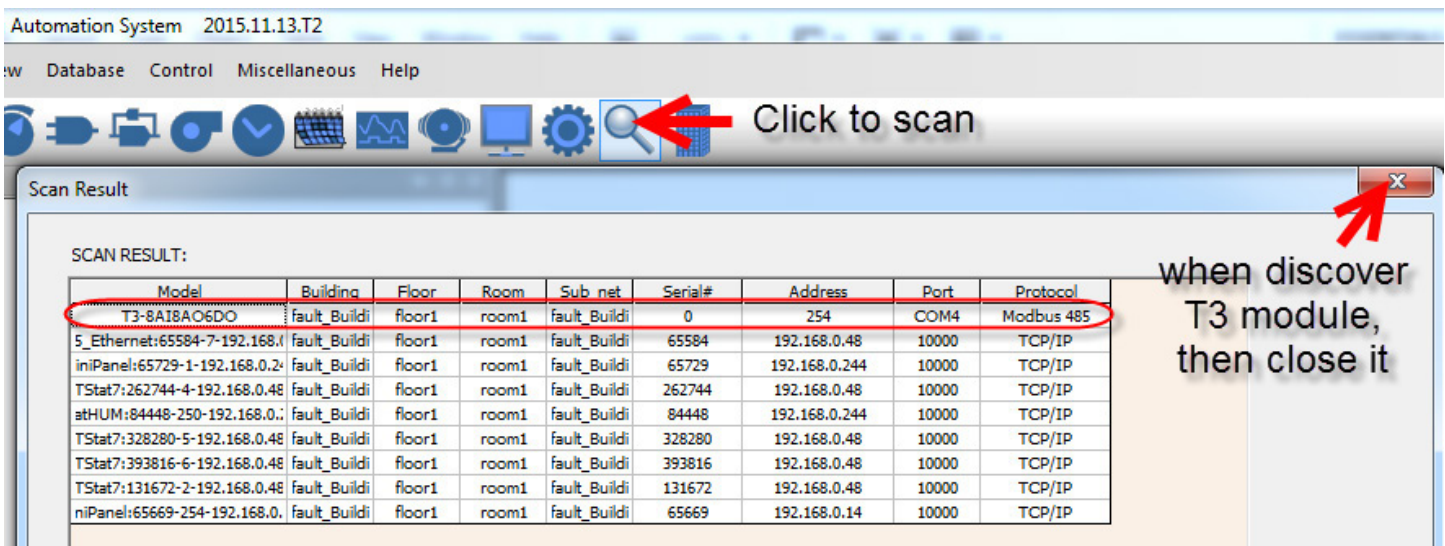 Automation System 2015.11.13.T2
Database Control Miscellaneous Help
Click to scan
Scan Result
SCAN RESULT:
when discover
T3 module,
then close it
Model Building Floor Room Sub_net Serial# Address Port Protocol
T3-8AI8AO6DO fault_Buildi floor1 room1 fault_Buildi 0 254 COM4 Modbus 485
5_Ethernet:65584-7-192.168.( fault_Buildi floor1 room1 fault_Buildi 65584 192.168.0.48 10000 TCP/IP
iniPanel:65729-1-192.168.0.24 fault_Buildi floor1 room1 fault_Buildi 65729 192.168.0.244 10000 TCP/IP
TStat7:262744-4-192.168.0.48 fault_Buildi floor1 room1 fault_Buildi 262744 192.168.0.48 10000 TCP/IP
atHUM:84448-250-192.168.0.: fault_Buildi floor1 room1 fault_Buildi 84448 192.168.0.244 10000 TCP/IP
TStat7:328280-5-192.168.0.48 fault_Buildi floor1 room1 fault_Buildi 328280 192.168.0.48 10000 TCP/IP
TStat7:393816-6-192.168.0.48 fault_Buildi floor1 room1 fault_Buildi 393816 192.168.0.48 10000 TCP/IP
TStat7:131672-2-192.168.0.48 fault_Buildi floor1 room1 fault_Buildi 131672 192.168.0.48 10000 TCP/IP
niPanel:65669-254-192.168.0. fault_Buildi floor1 room1 fault_Buildi 65669 192.168.0.14 10000 TCP/IP